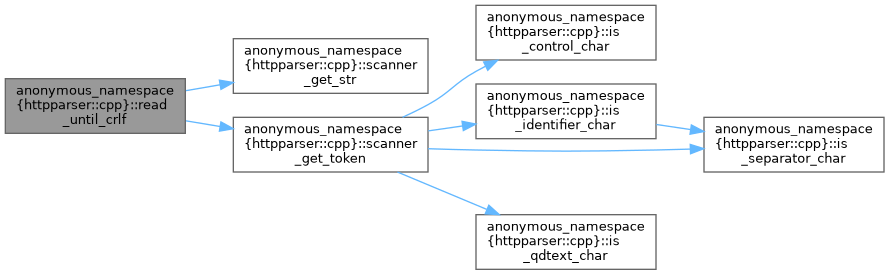 anonymous_namespace
{httpparser::cpp}::read
_until_crlf
anonymous_namespace
{httpparser::cpp}::scanner
_get_str
anonymous_namespace
{httpparser::cpp}::scanner
_get_token
anonymous_namespace
{httpparser::cpp}::is
_control_char
anonymous_namespace
{httpparser::cpp}::is
_identifier_char
anonymous_namespace
{httpparser::cpp}::is
_separator_char
anonymous_namespace
{httpparser::cpp}::is
_qdtext_char